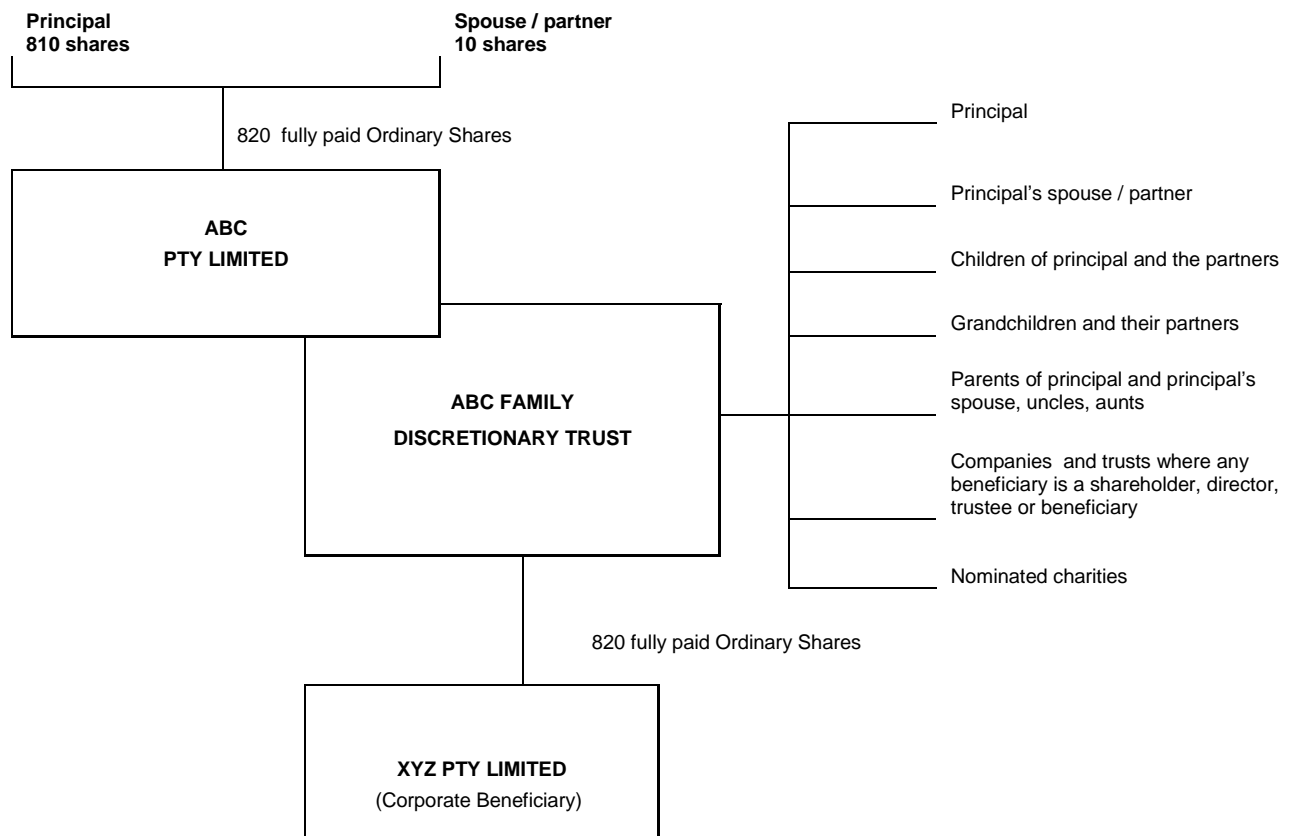 Principal
810 shares
Spouse / partner
10 shares
820 fully paid Ordinary Shares
ABC
PTY LIMITED
ABC FAMILY
DISCRETIONARY TRUST
Principal
Principal's spouse / partner
Children of principal and the partners
Grandchildren and their partners
Parents of principal and principal's
spouse, uncles, aunts
Companies and trusts where any
beneficiary is a shareholder, director,
trustee or beneficiary
Nominated charities
820 fully paid Ordinary Shares
XYZ PTY LIMITED
(Corporate Beneficiary)